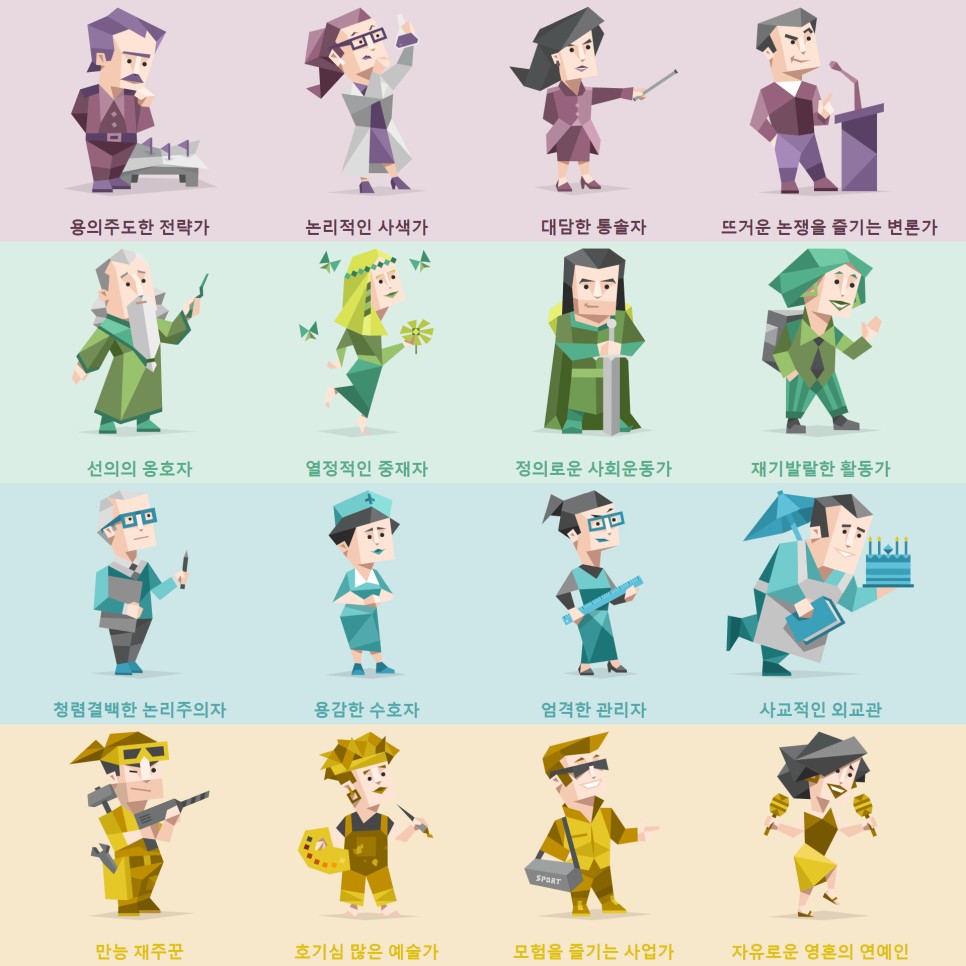 용의주도한 전략가
논리적인 사색가
대담한 통솔자
뜨거운 논쟁을 즐기는 변론가
선의의 옹호자
열정적인 중재자
정의로운 사회운동가
재기발랄한 활동가
청렴결백한 논리주의자
용감한 수호자
엄격한 관리자
사교적인 외교관
SPORT
만능 재주꾼
호기심 많은 예술가
모험을 즐기는 사업가
자유로운 영혼의 연예인